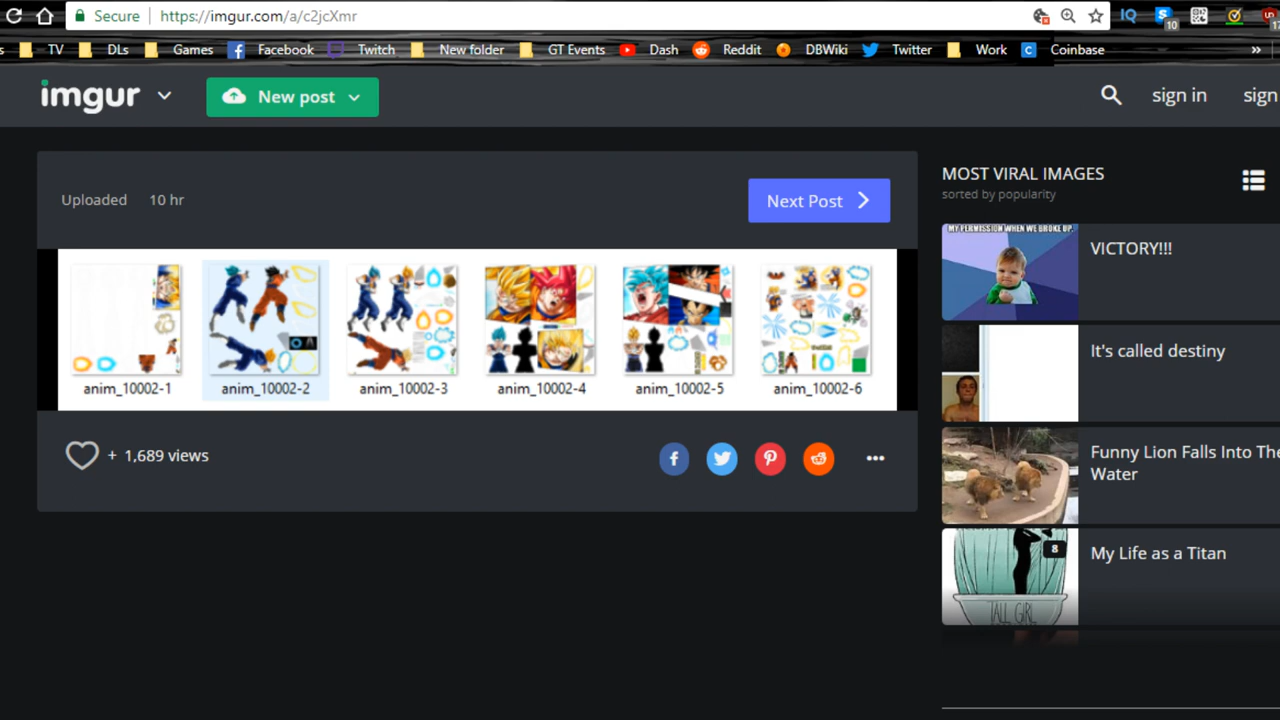 Secure
https://imgur.com/a/c2jcXmr
IQ
10
s TV DLs Games Facebook Twitch New folder GT Events Dash Reddit DBWiki Twitter Work Coinbase »
imgur New post sign in sign
Uploaded 10 hr
Next Post
anim_10002-1 anim_10002-2 anim_10002-3 anim_10002-4 anim_10002-5 anim_10002-6
+ 1,689 views
MOST VIRAL IMAGES
sorted by popularity
MY PERMISSION WHEN WE BROKE UP.
VICTORY!!!
It's called destiny
Funny Lion Falls Into The
Water
8
TALL GIRL
My Life as a Titan